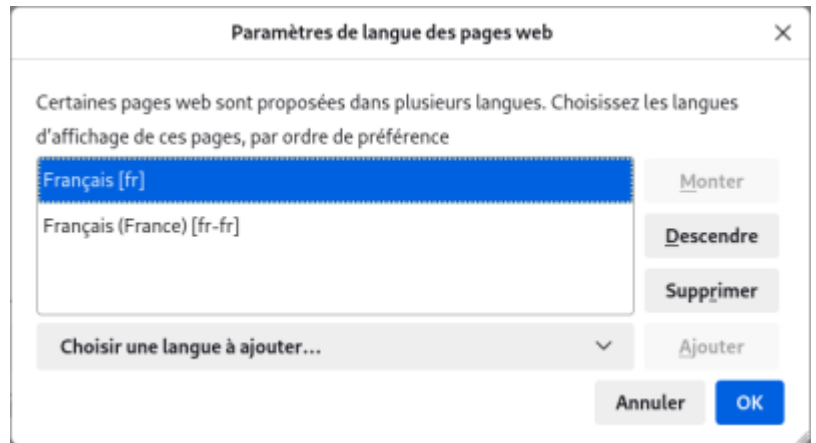 Paramètres de langue des pages web
Certaines pages web sont proposées dans plusieurs langues. Choisissez les langues
d'affichage de ces pages, par ordre de préférence
Français [fr]
Monter
Français (France) [fr-fr]
Descendre
Supprimer
Choisir une langue à ajouter...
Ajouter
Annuler
OK